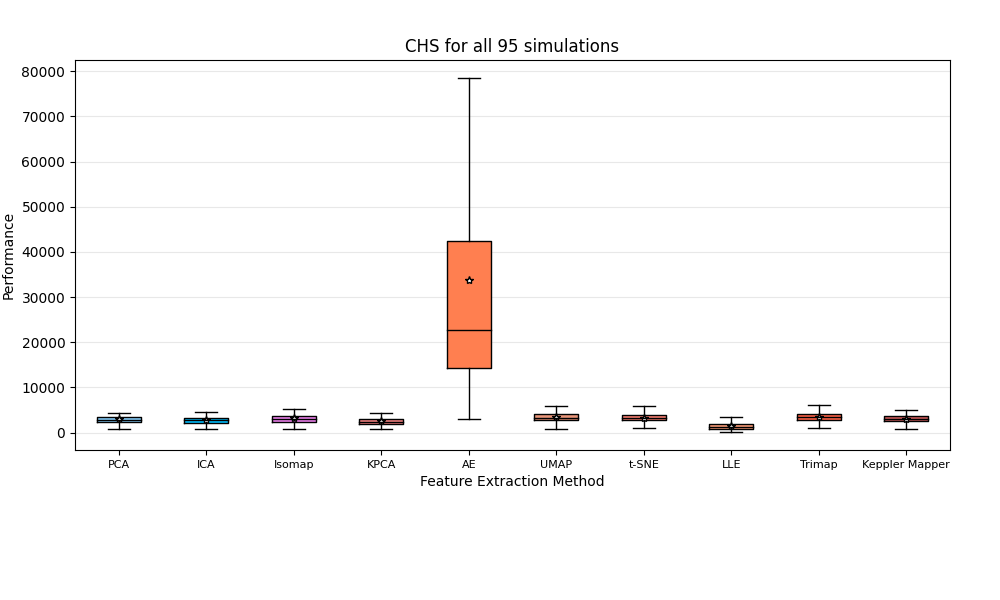 CHS for all 95 simulations
80000
70000
60000
50000
40000
30000
20000
10000
0
Performance
PCA ICA Isomap KPCA AE UMAP t-SNE LLE Trimap Keppler Mapper
Feature Extraction Method